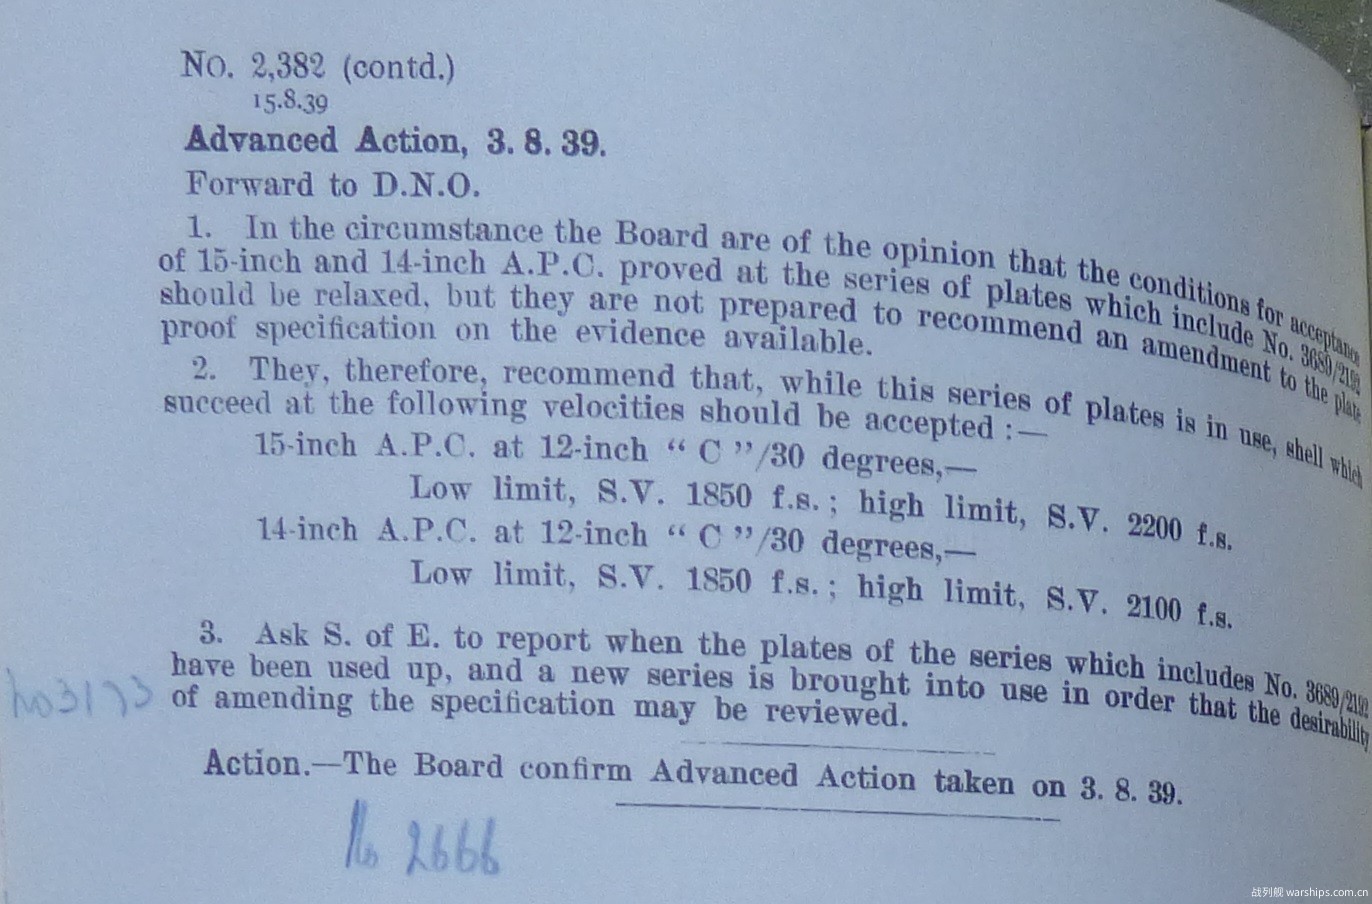 NO. 2,382 (contd.)
15.8.39
Advanced Action, 3. 8. 39.
Forward to D.N.O.
1. In the circumstance the Board are of the opinion that the conditions for acceptance
of 15-inch and 14-inch A.P.C. proved at the series of plates which include No.
should be relaxed, but they are not prepared to recommend an amendment to the plate
proof specification on the evidence available.
2. They, therefore, recommend that, while this series of plates is in use, shell which
succeed at the following velocities should be accepted :—
15-inch A.P.C. at 12-inch “ C ”/30 degrees,—
Low limit, S.V. 1850 f.s. ; high limit, S.V. 2200 f.s.
14-inch A.P.C. at 12-inch “ C ”/30 degrees,—
Low limit, S.V. 1850 f.s. ; high limit, S.V. 2100 f.s.
3. Ask S. of E. to report when the plates of the series which includes No.
have been used up, and a new series is brought into use in order that the desirability
of amending the specification may be reviewed.
Action.—The Board confirm Advanced Action taken on 3. 8. 39.
No 2666
战列舰 warships.com.cn